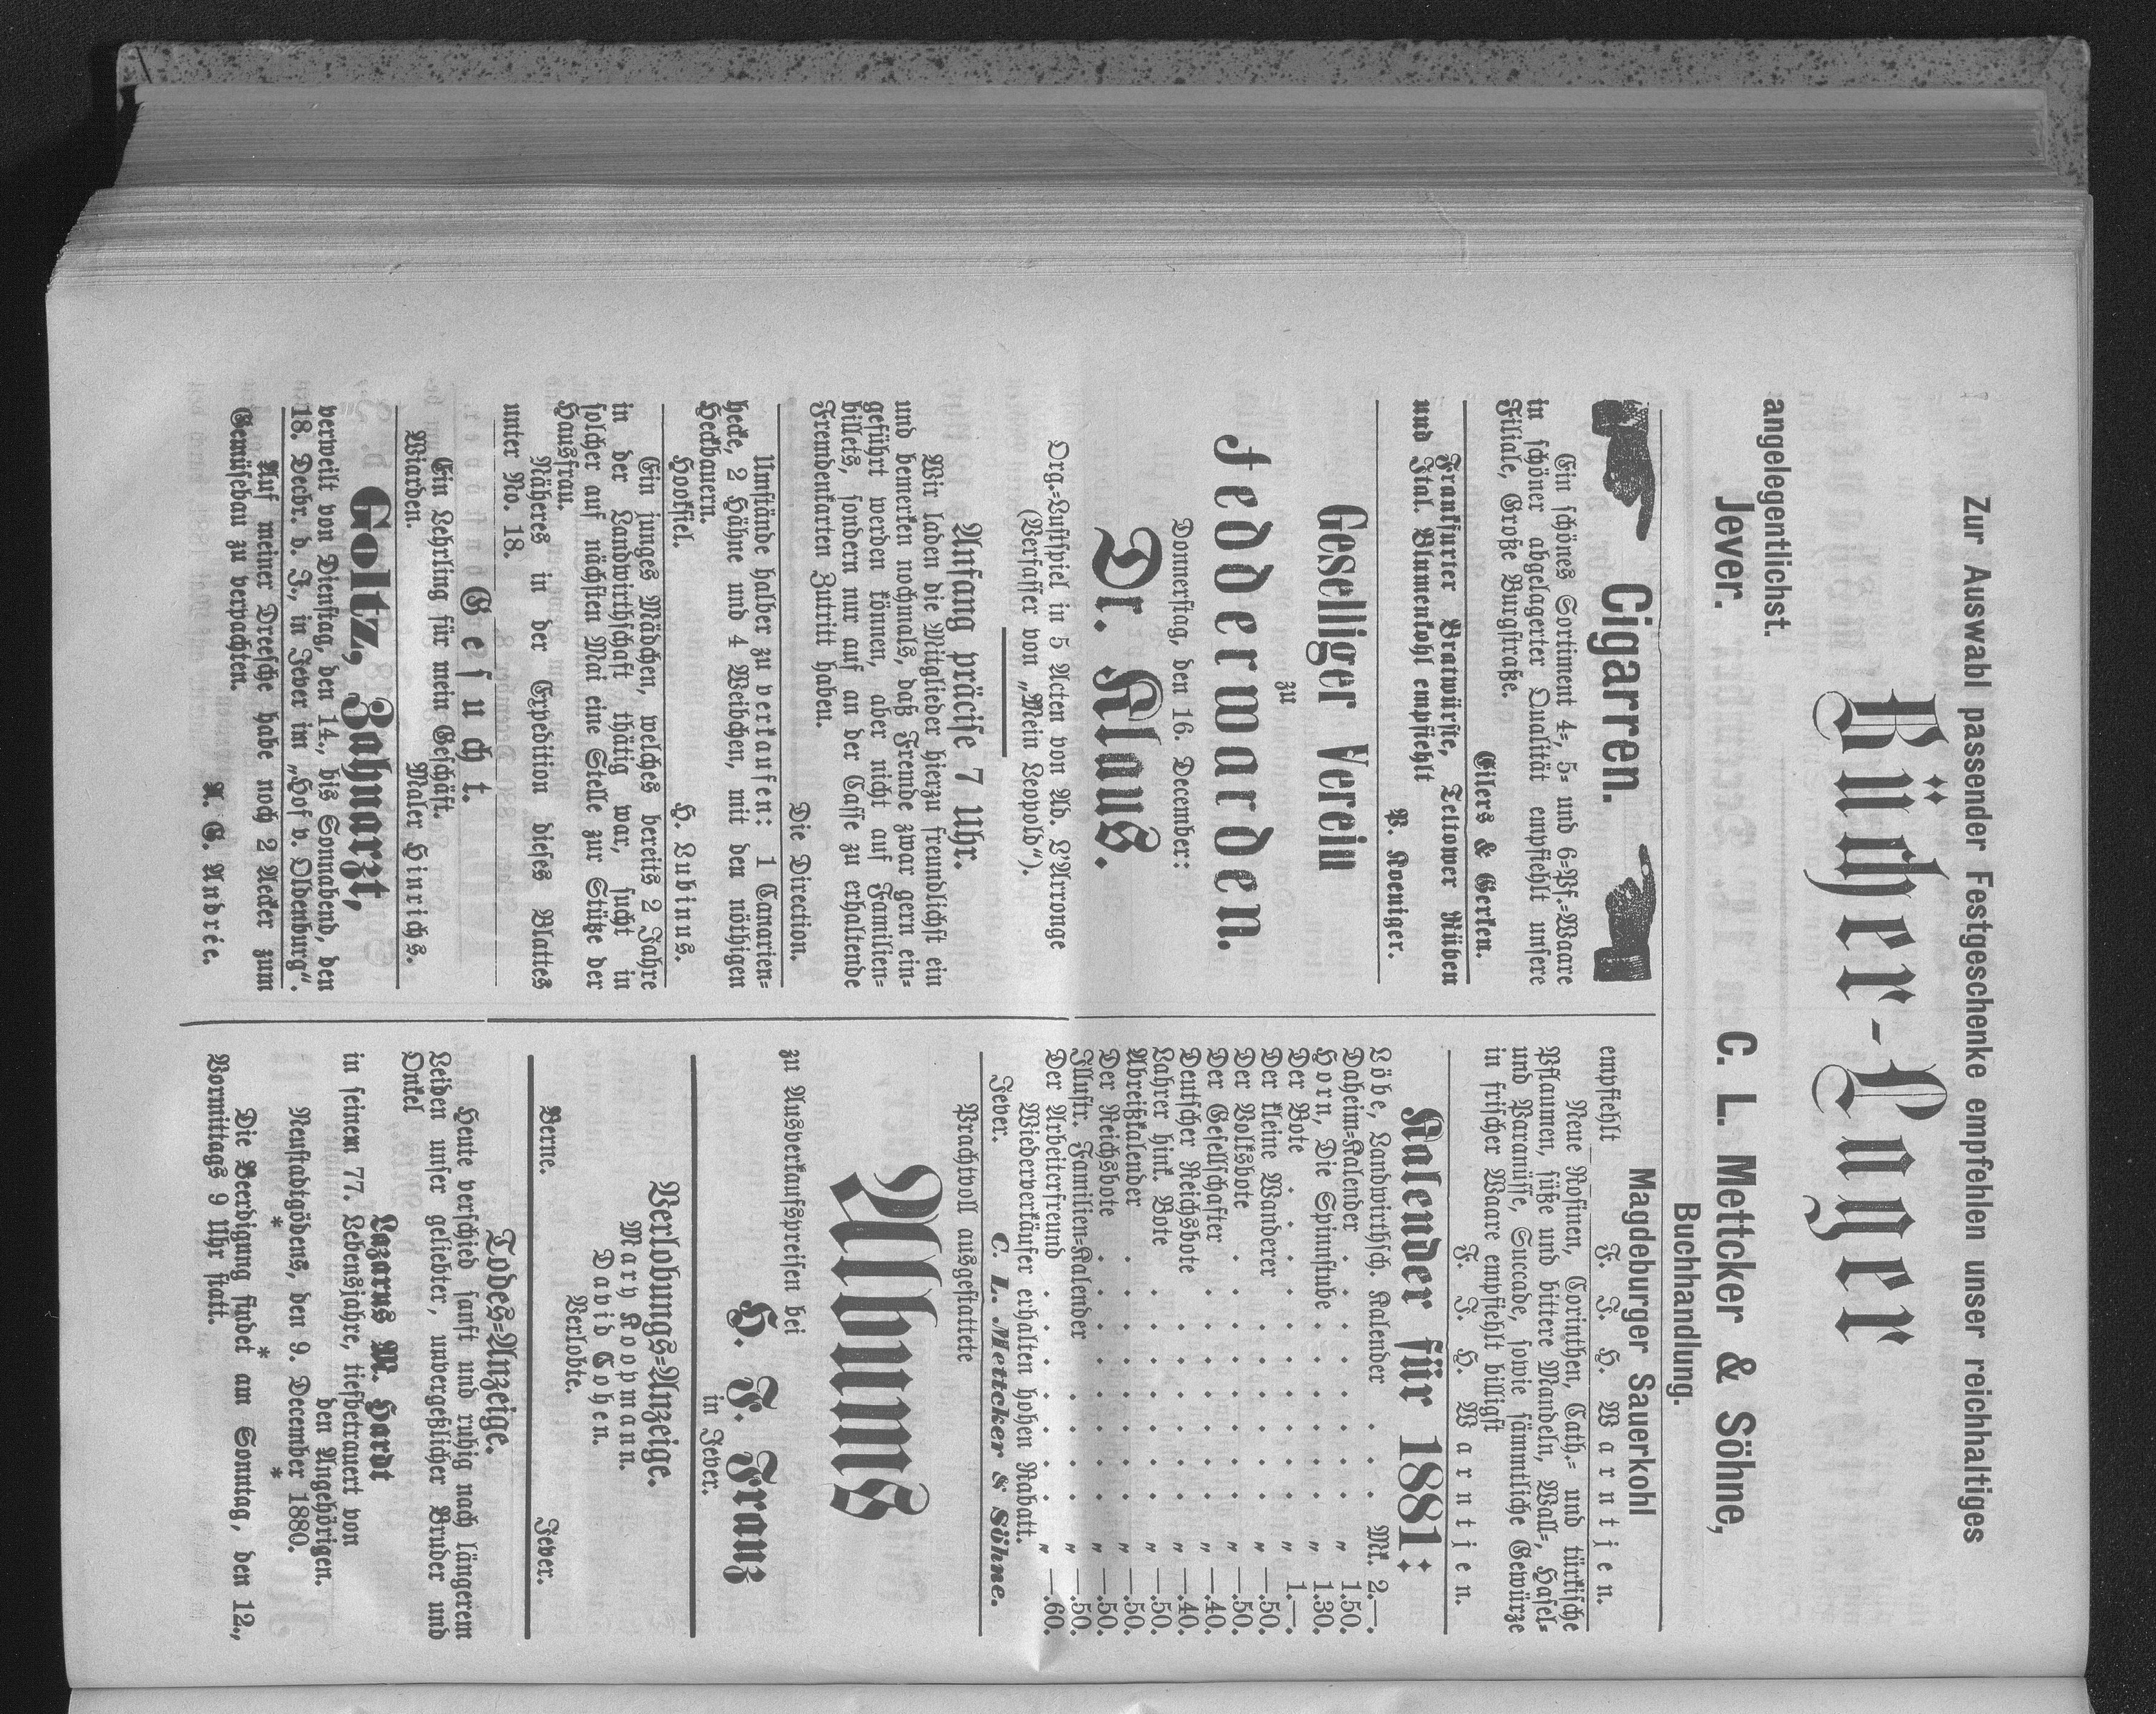 Zur Auswahl passender Festgeschenke empfehlen unser reichhaltiges
Bücher-Lager
angelegentlichst.
Jever. C. L. Mettcker & Söhne,
Buchhandlung.
Cigarren.
Ein schönes Sortiment 4-, 5- und 6-Pf.-Waare
in schöner abgelagerter Qualität empfiehlt unsere
Filiale, Große Burgstraße.
Eilers & Gerken.
Frankfurter Bratwürste, Teltower Rüben
und Ital. Blumenkohl empfiehlt
P. Koeniger.
Geselliger Verein
zu
Fedderwarden.
Donnerstag, den 16. December:
Dr. Klaus.
Org.-Lustspiel in 5 Acten von Ad. L'Arronge
(Verfasser von „Mein Leopold“).
Anfang präcise 7 Uhr.
Wir laden die Mitglieder hierzu freundlichst ein
und bemerken nochmals, daß Fremde zwar gern ein-
geführt werden können, aber nicht auf Familien-
billets, sondern nur auf an der Casse zu erhaltende
Fremdenkarten Zutritt haben.
Die Direction.
Umstände halber zu verkaufen: 1 Canarien-
hecke, 2 Hähne und 4 Weibchen, mit den nöthigen
Heckbauern.
Hooksiel. H. Lubinus.
Ein junges Mädchen, welches bereits 2 Jahre
in der Landwirthschaft thätig war, sucht in
solcher auf nächsten Mai eine Stelle zur Stütze der
Hausfrau.
Näheres in der Expedition dieses Blattes
unter No. 18.
Gesucht.
Ein Lehrling für mein Geschäft.
Wiarden. Maler Hinrichs.
Goltz, Zahnarzt,
verweilt von Dienstag, den 14., bis Sonnabend, den
18. Decbr. d. J., in Jever im „Hof v. Oldenburg“.
Auf meiner Dresche habe noch 2 Aecker zum
Gemüsebau zu verpachten.
A. G. Andrée.
Magdeburger Sauerkohl
empfiehlt F. J. H. Warntjen.
Neue Rosinen, Corinthen, Cath.- und türkische
Pflaumen, süße und bittere Mandeln, Wall-, Hasel-
und Paranüsse, Succade, sowie sämmtliche Gewürze
in frischer Waare empfiehlt billigst
F. J. H. Warntjen.
Kalender für 1881:
Löbe, Landwirthsch. Kalender . . . Mk. 2.—.
Daheim-Kalender . . . . . „ 1.50.
Horn, Die Spinnstube . . . . „ 1.30.
Der Bote . . . . . . „ 1.—.
Der kleine Wanderer . . . . „ —.50.
Der Volksbote . . . . . „ —.50.
Der Gesellschafter . . . . „ —.40.
Deutscher Reichsbote . . . . „ —.40.
Lahrer hink. Bote . . . . . „ —.50.
Abreißkalender . . . . . „ —.50.
Der Reichsbote . . . . . „ —.50.
Illustr. Familien-Kalender . . . „ —.50.
Der Arbeiterfreund . . . . . „ —.60.
Wiederverkäufer erhalten hohen Rabatt.
Jever. C. L. Mettcker & Söhne.
Prachtvoll ausgestattete
Albums
zu Ausverkaufspreisen bei
H. F. Franz
in Jever.
Verlobungs-Anzeige.
Mary Koopmann.
David Cohen.
Verlobte.
Berne. Jever.
Todes-Anzeige.
Heute verschied sanft und ruhig nach längerem
Leiden unser geliebter, unvergeßlicher Bruder und
Onkel
Lazarus M. Hardt
in seinem 77. Lebensjahre, tiefbetrauert von
den Angehörigen.
Neustadtgödens, den 9. December 1880.
* * *
Die Beerdigung findet am Sonntag, den 12.,
Vormittags 9 Uhr statt.